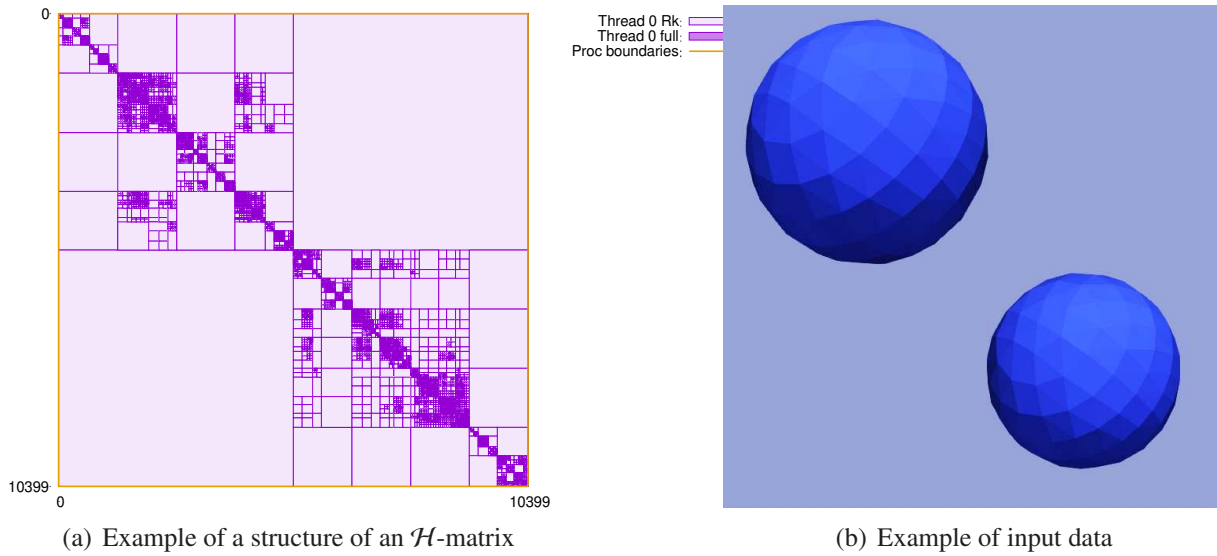 0
10399
0
10399
Thread 0 Rk:
Thread 0 full:
Proc boundaries:
(a) Example of a structure of an ℋ-matrix
(b) Example of input data